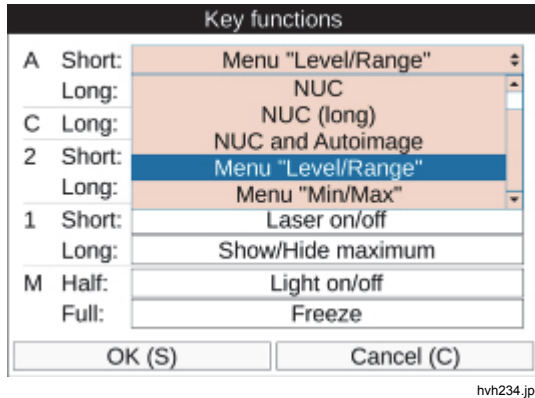 Key functions
A Short: Menu "Level/Range"
Long: NUC
NUC (long)
C Long:
NUC and Autoimage
2 Short:
Menu "Level/Range"
Long: Menu "Min/Max"
1 Short: Laser on/off
Long: Show/Hide maximum
M Half: Light on/off
Full: Freeze
OK (S) Cancel (C)
hvh234.jp